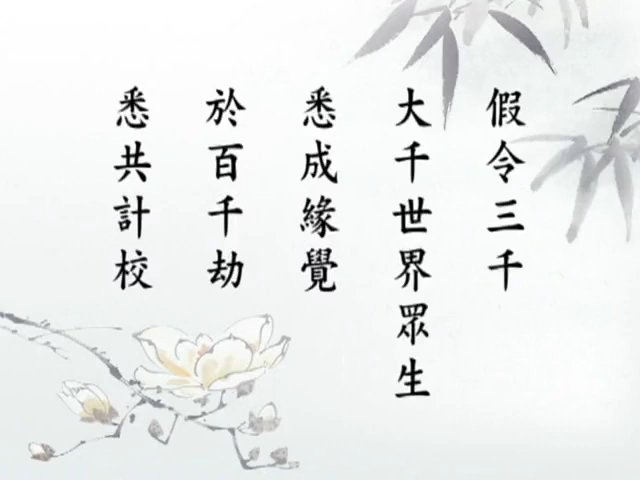 假令三千
大千世界眾生
悉成緣覺
於百千劫
悉共計校